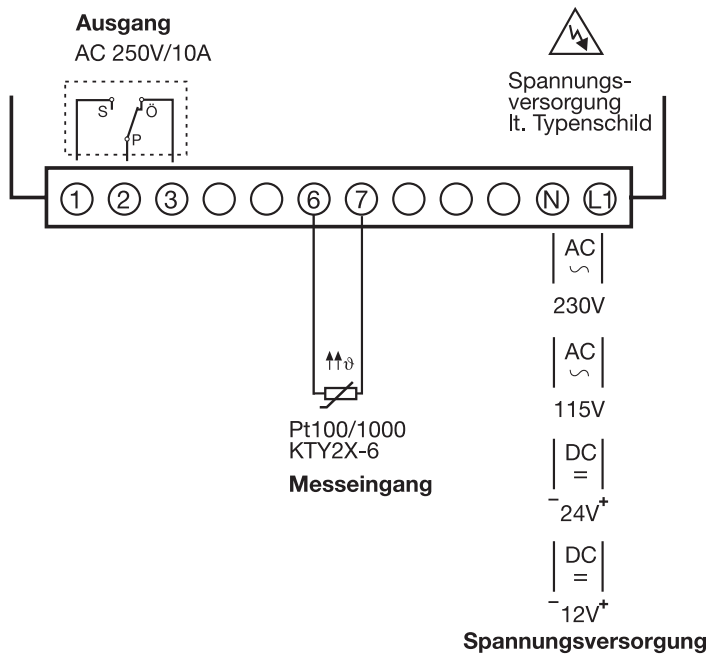 Ausgang
AC 250V/10A
S Ö
P
Spannungs-
versorgung
lt. Typenschild
1 2 3 6 7 N L1
AC
230V
AC
115V
DC
=
- 24V +
DC
=
- 12V +
Spannungsversorgung
ϑ
Pt100/1000
KTY2X-6
Messeingang